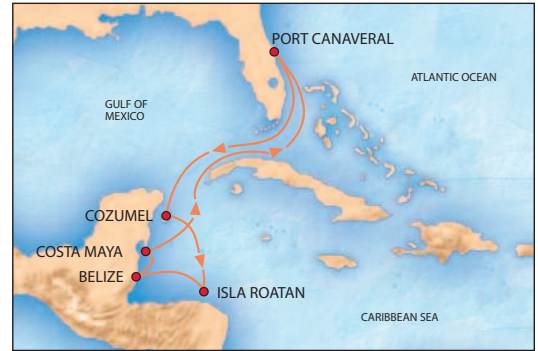 PORT CANAVERAL
ATLANTIC OCEAN
GULF OF
MEXICO
COZUMEL
COSTA MAYA
BELIZE
ISLA ROATAN
CARIBBEAN SEA